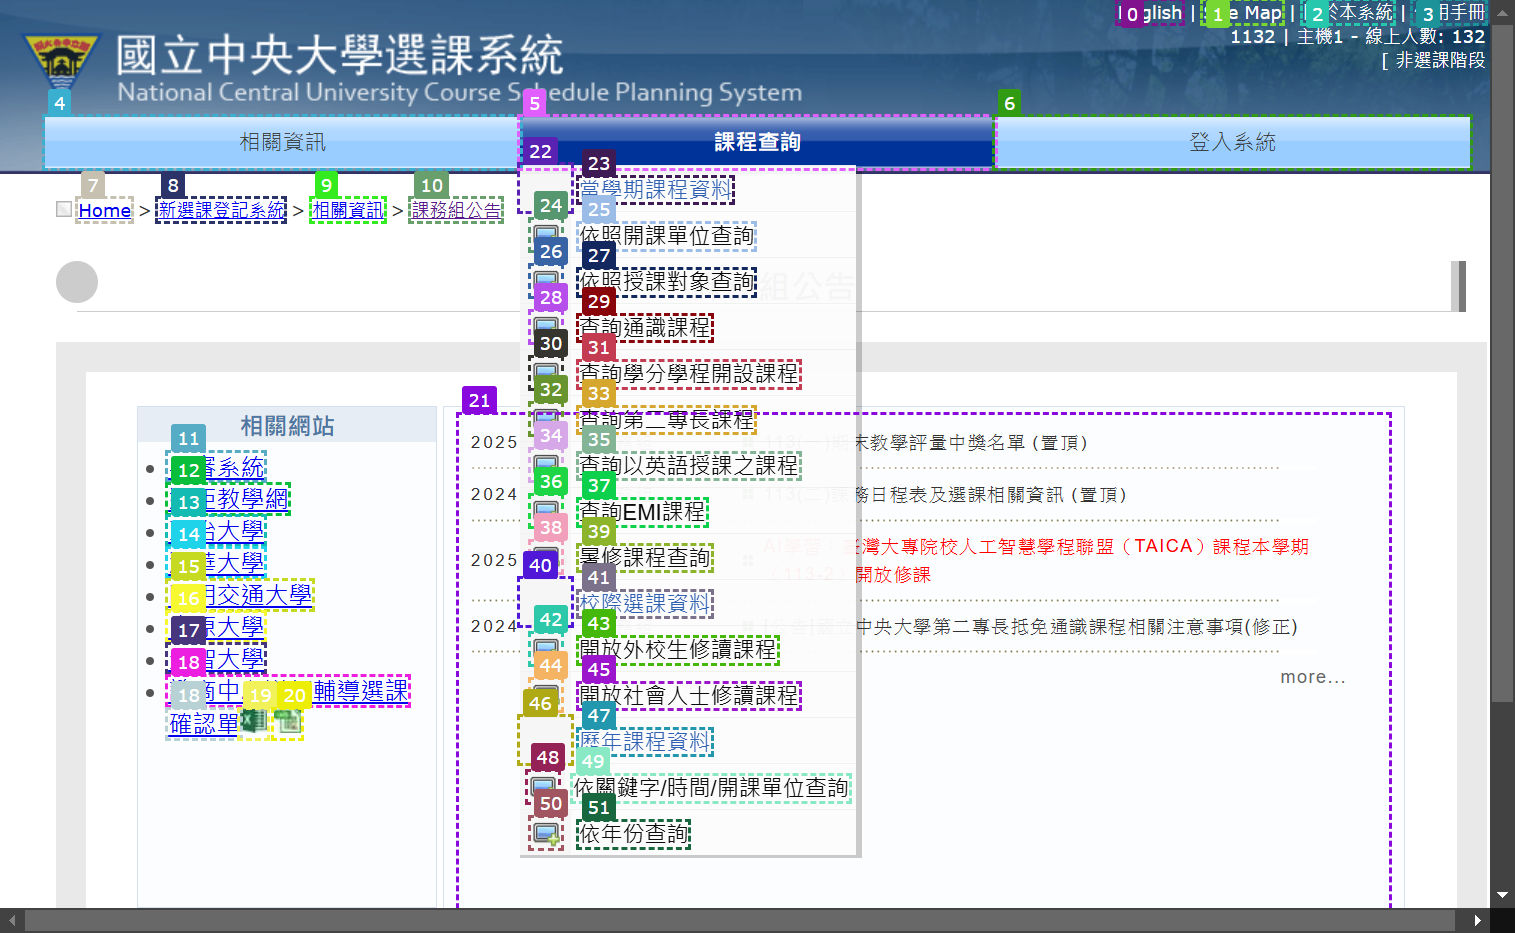 English | Site Map | 關於本系統 | 使用手冊
1132 | 主機1 - 線上人數: 132
[ 非選課階段
國立中央大學選課系統
National Central University Course Schedule Planning System
相關資訊
課程查詢
登入系統
Home > 新選課登記系統 > 相關資訊 > 課務組公告
組公告
當學期課程資料
依照開課單位查詢
依照授課對象查詢
查詢通識課程
查詢學分學程開設課程
查詢第二專長課程
查詢以英語授課之課程
查詢EMI課程
暑修課程查詢
校際選課資料
開放外校生修讀課程
開放社會人士修讀課程
歷年課程資料
依關鍵字/時間/開課單位查詢
依年份查詢
相關網站
系統
教學網
大學
大學
交通大學
大學
大學
輔導選課
確認單
2025
113(一)期末教學評量中獎名單 (置頂)
2024
113(二)課務日程表及選課相關資訊 (置頂)
2025
灣大專院校人工智慧學程聯盟（TAICA）課程本學期
開放修課
2024
中央大學第二專長抵免通識課程相關注意事項(修正)
more...
0
1
2
3
4
5
6
7
8
9
10
11
12
13
14
15
16
17
18
18
19
20
21
22
23
24
25
26
27
28
29
30
31
32
33
34
35
36
37
38
39
40
41
42
43
44
45
46
47
48
49
50
51